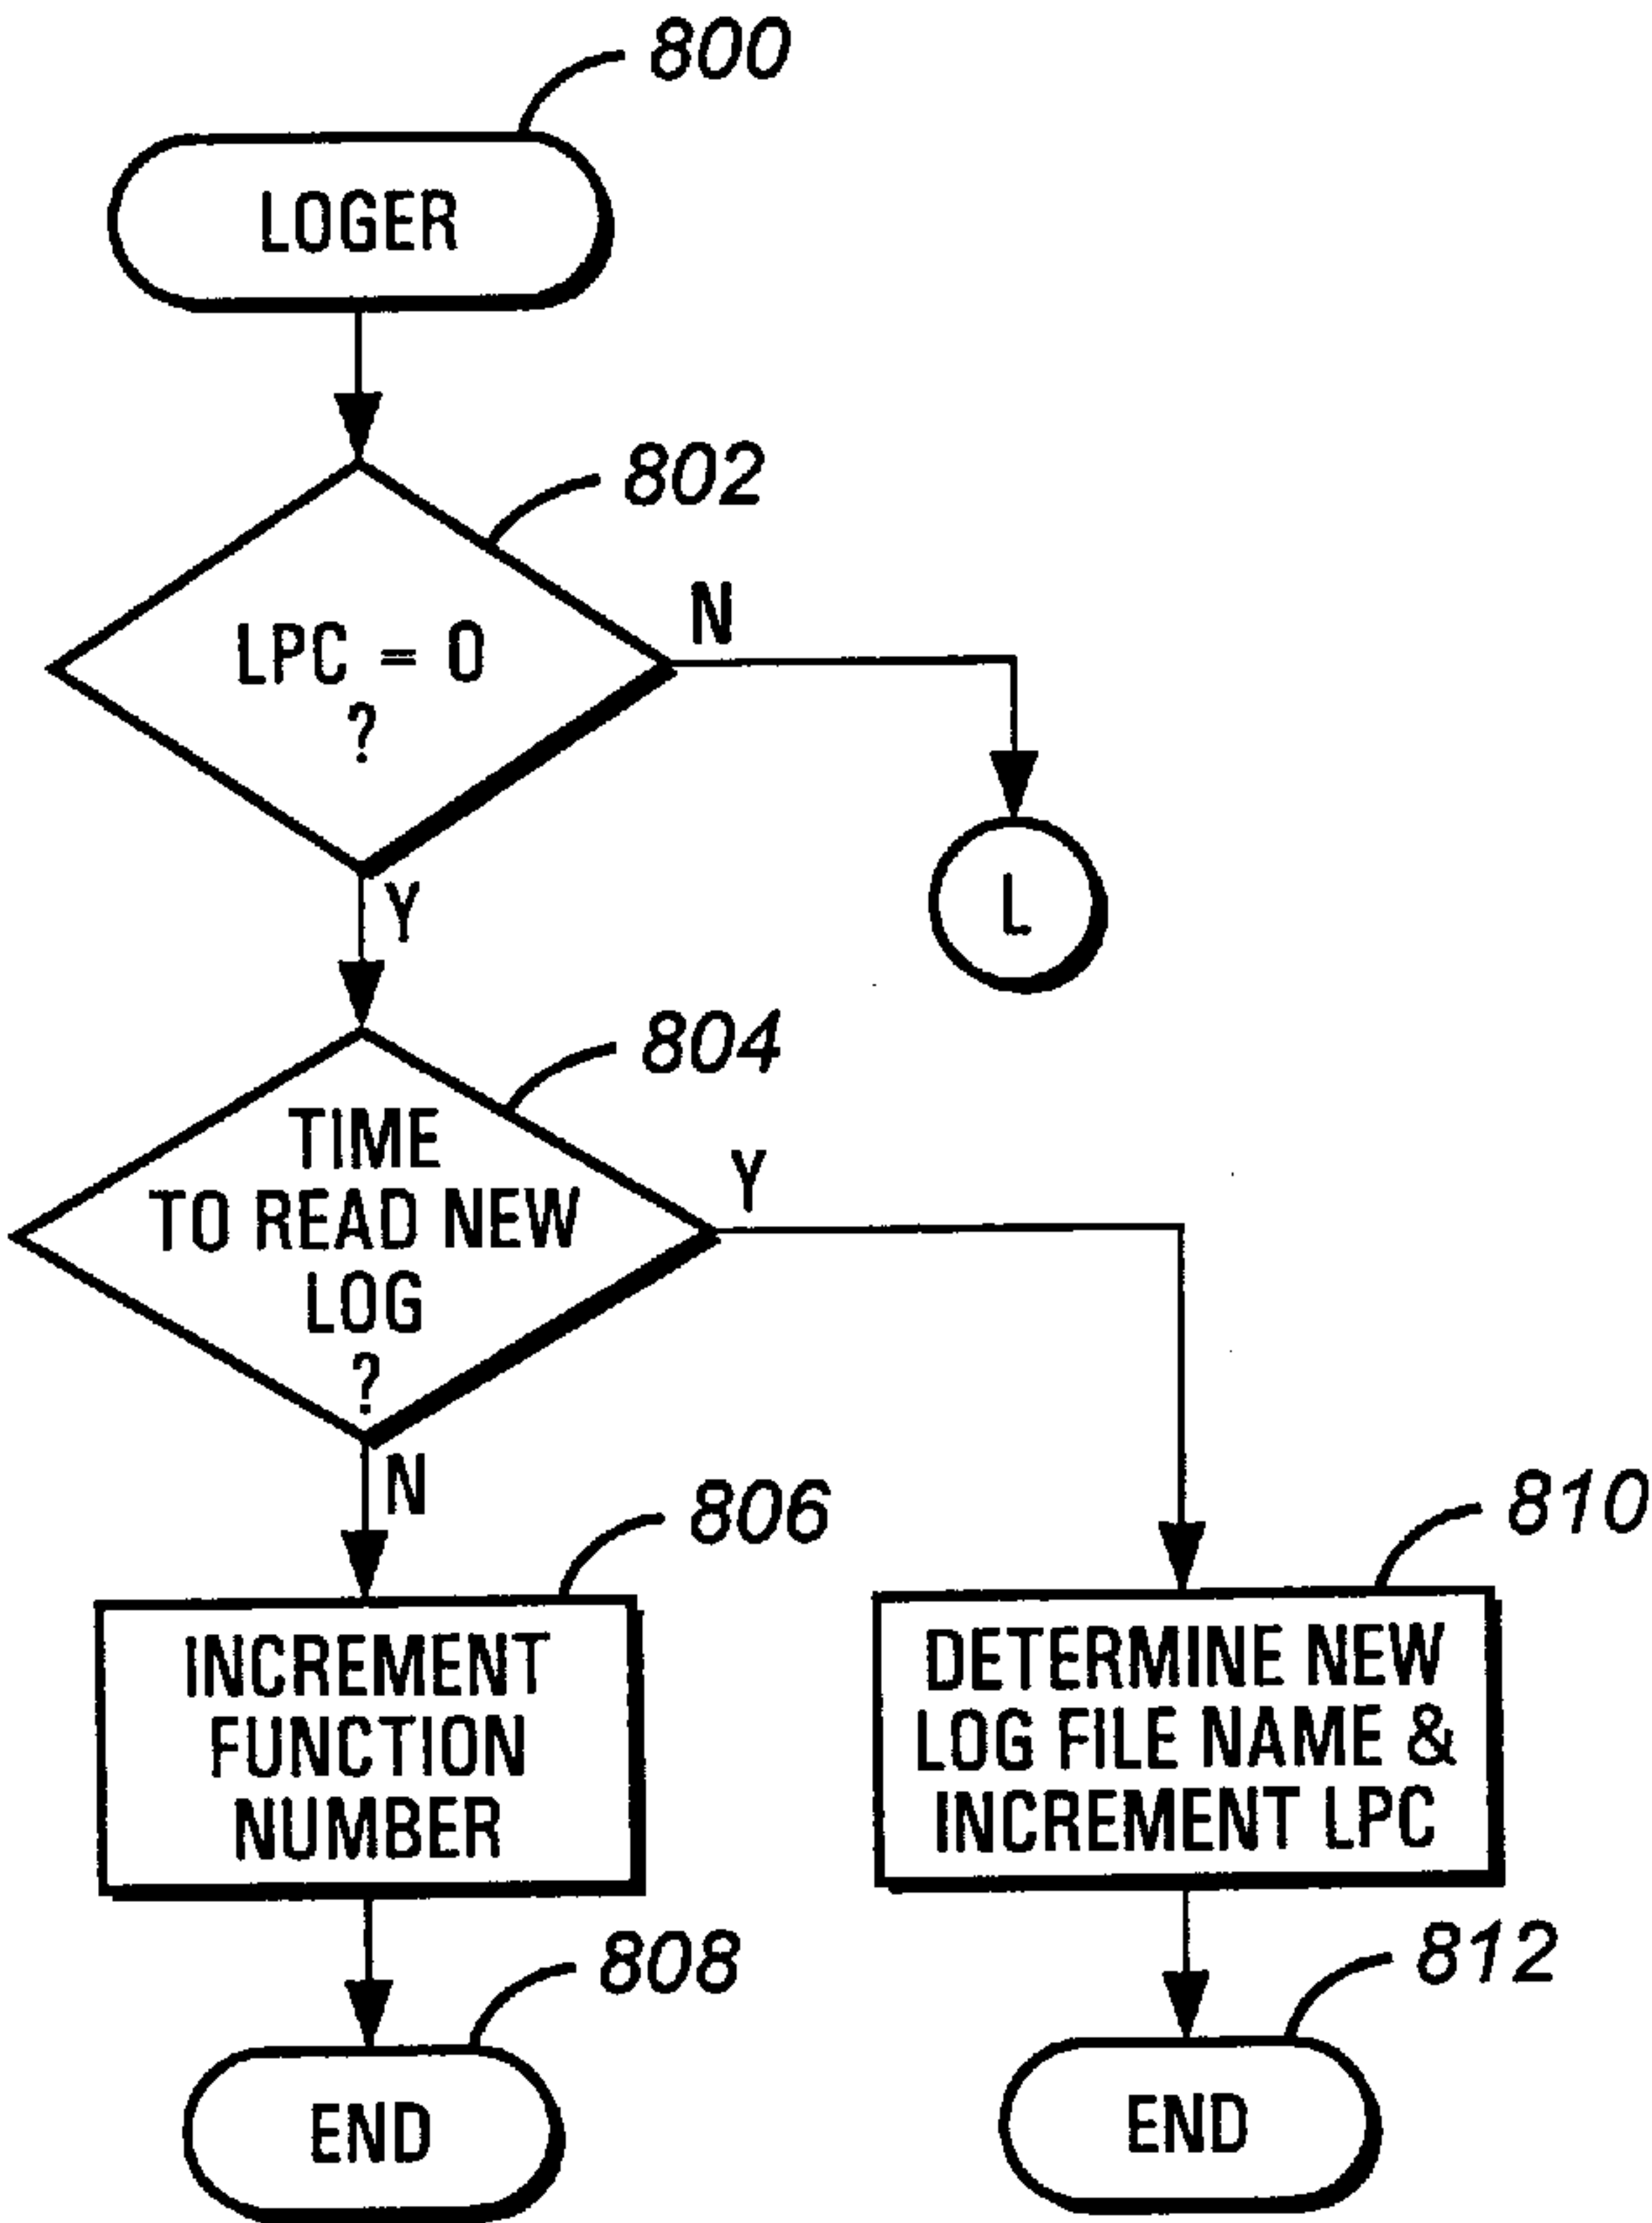 800
LOGER
802
LPC = 0
?
N
L
Y
804
TIME
TO READ NEW
LOG
?
Y
N
806
INCREMENT
FUNCTION
NUMBER
810
DETERMINE NEW
LOG FILE NAME &
INCREMENT LPC
808
END
812
END